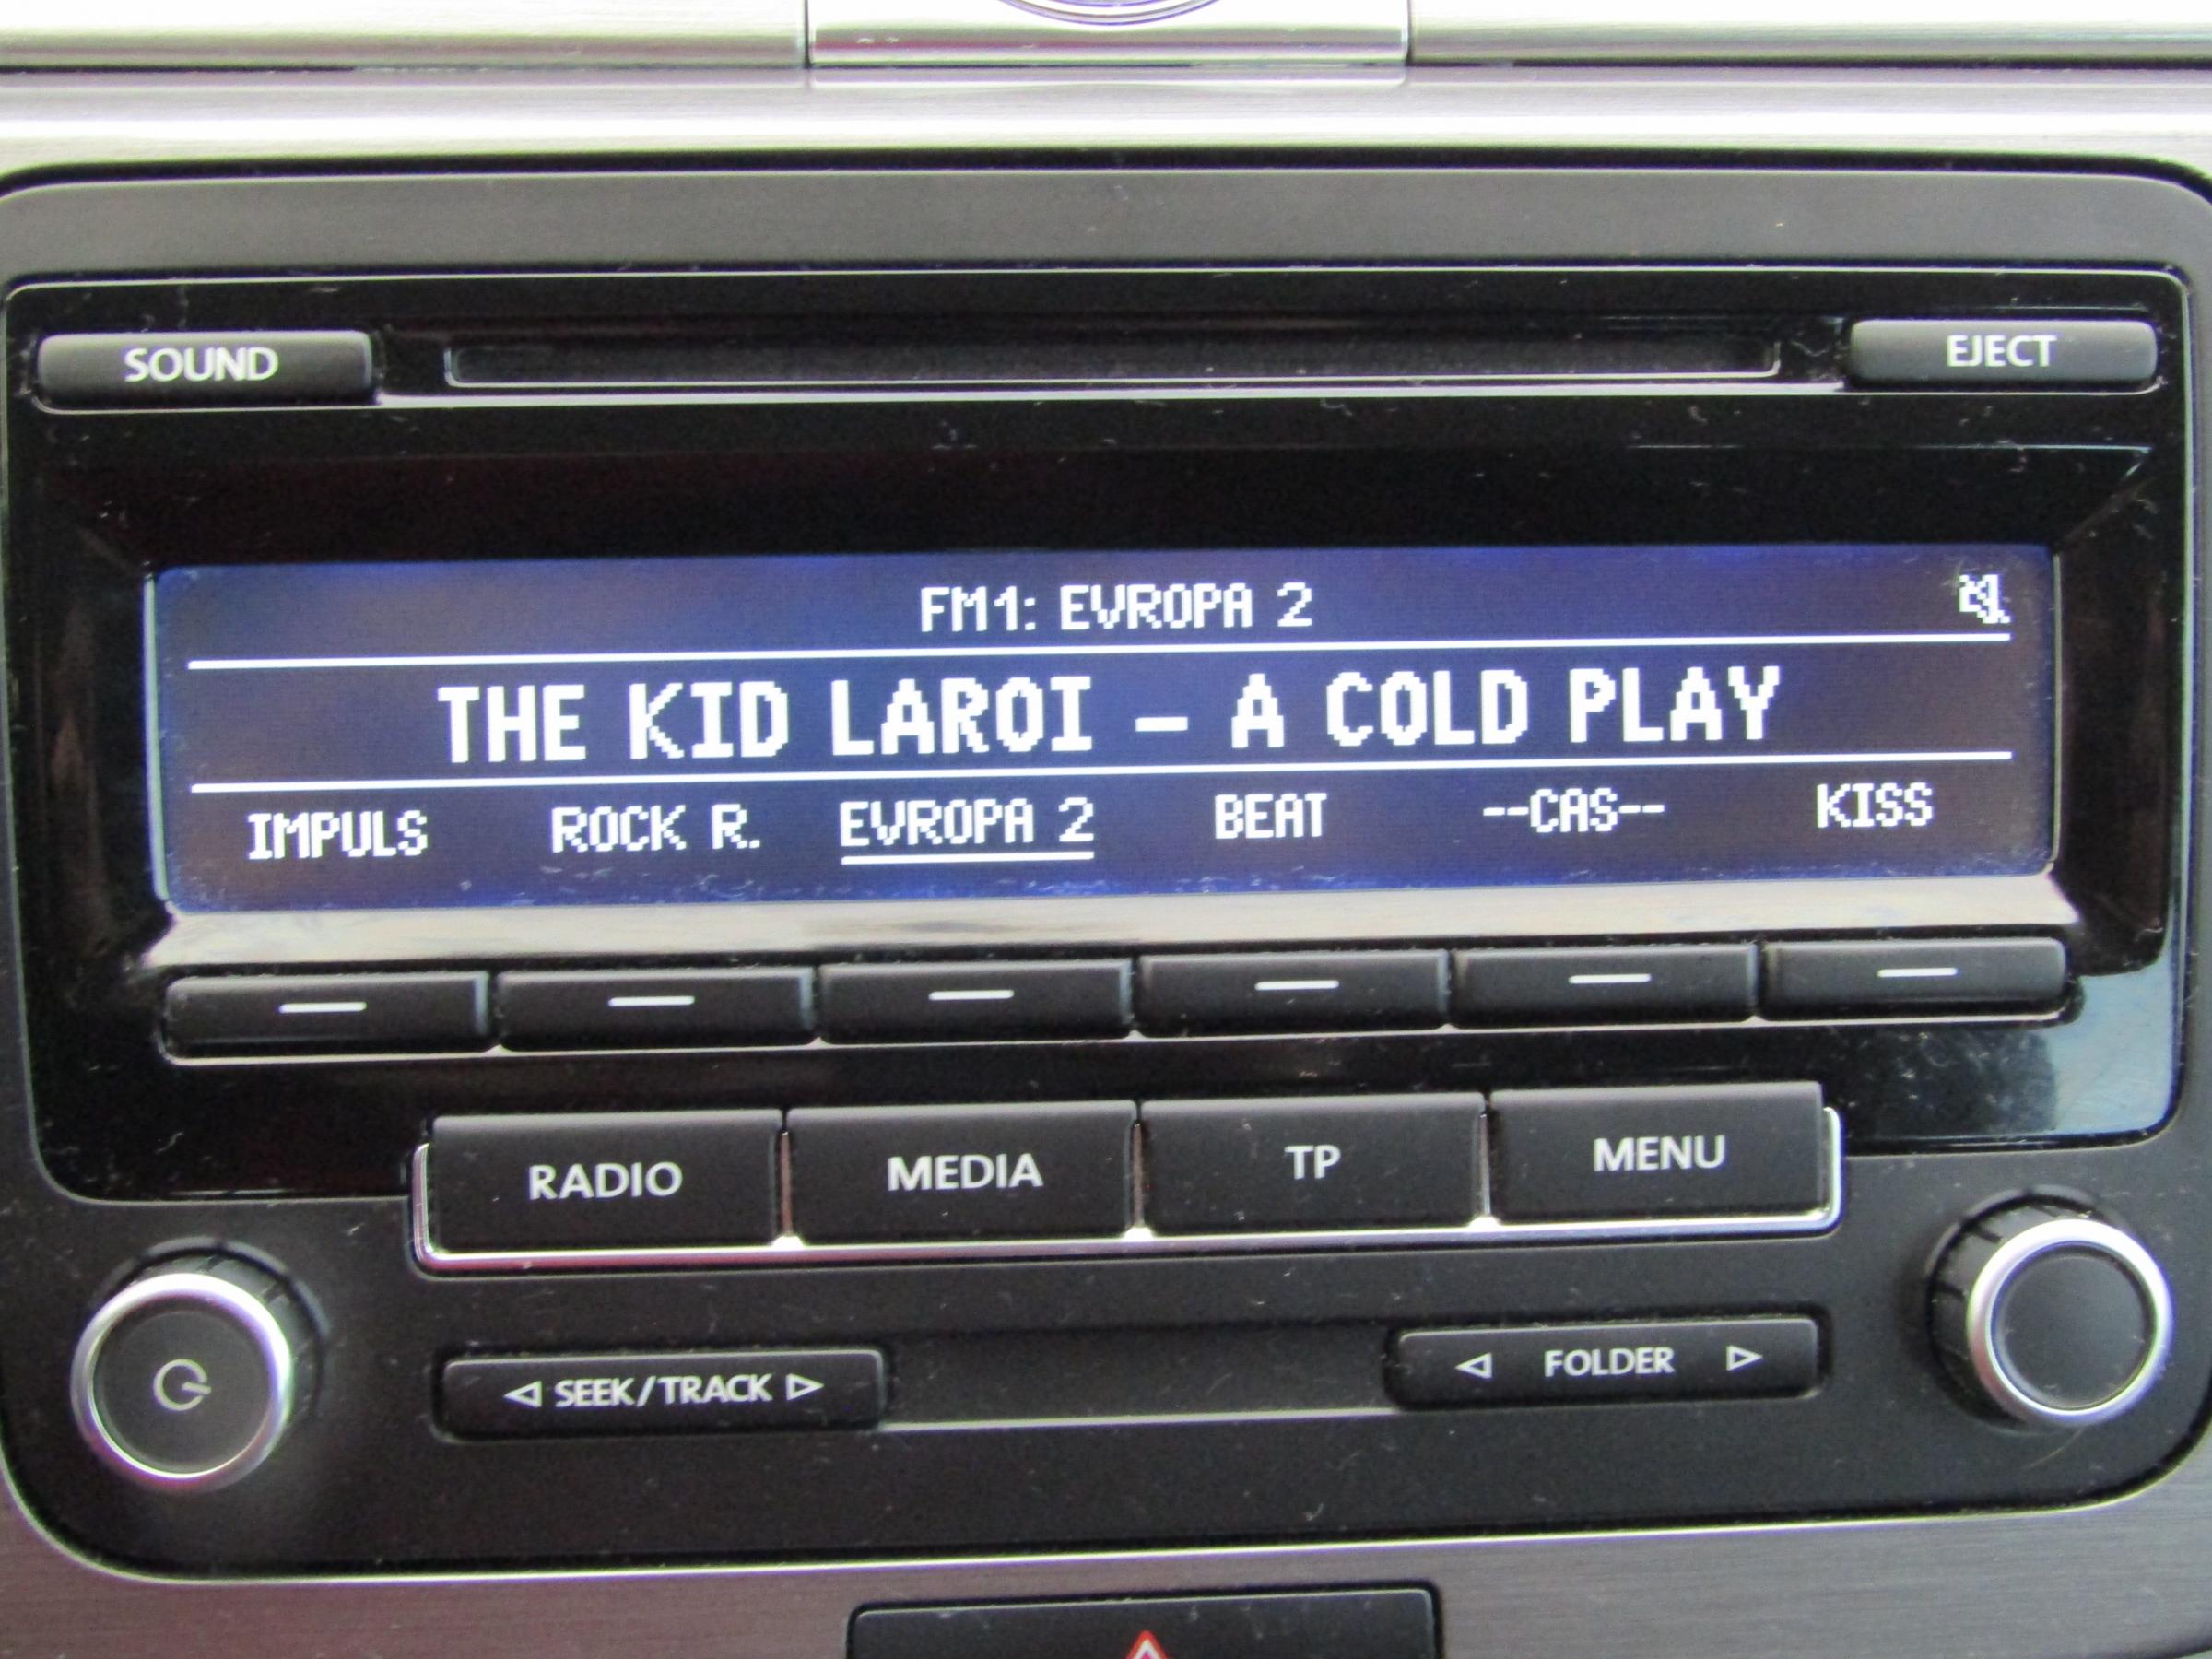 SOUND
EJECT
FM1: EVROPA 2
THE KID LAROI - A COLD PLAY
IMPULS ROCK R. EVROPA 2 BEAT --CAS-- KISS
RADIO MEDIA TP MENU
SEEK/TRACK FOLDER